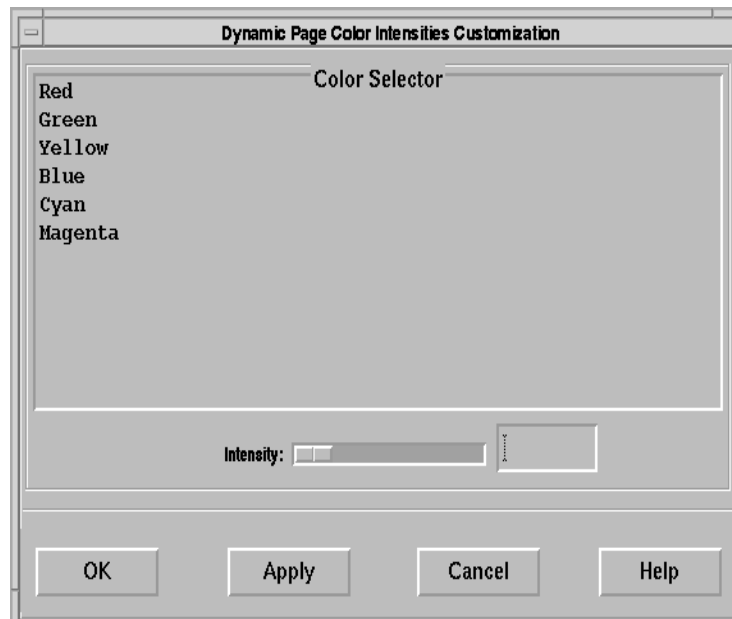 Dynamic Page Color Intensities Customization
Color Selector
Red
Green
Yellow
Blue
Cyan
Magenta
Intensity:
OK Apply Cancel Help